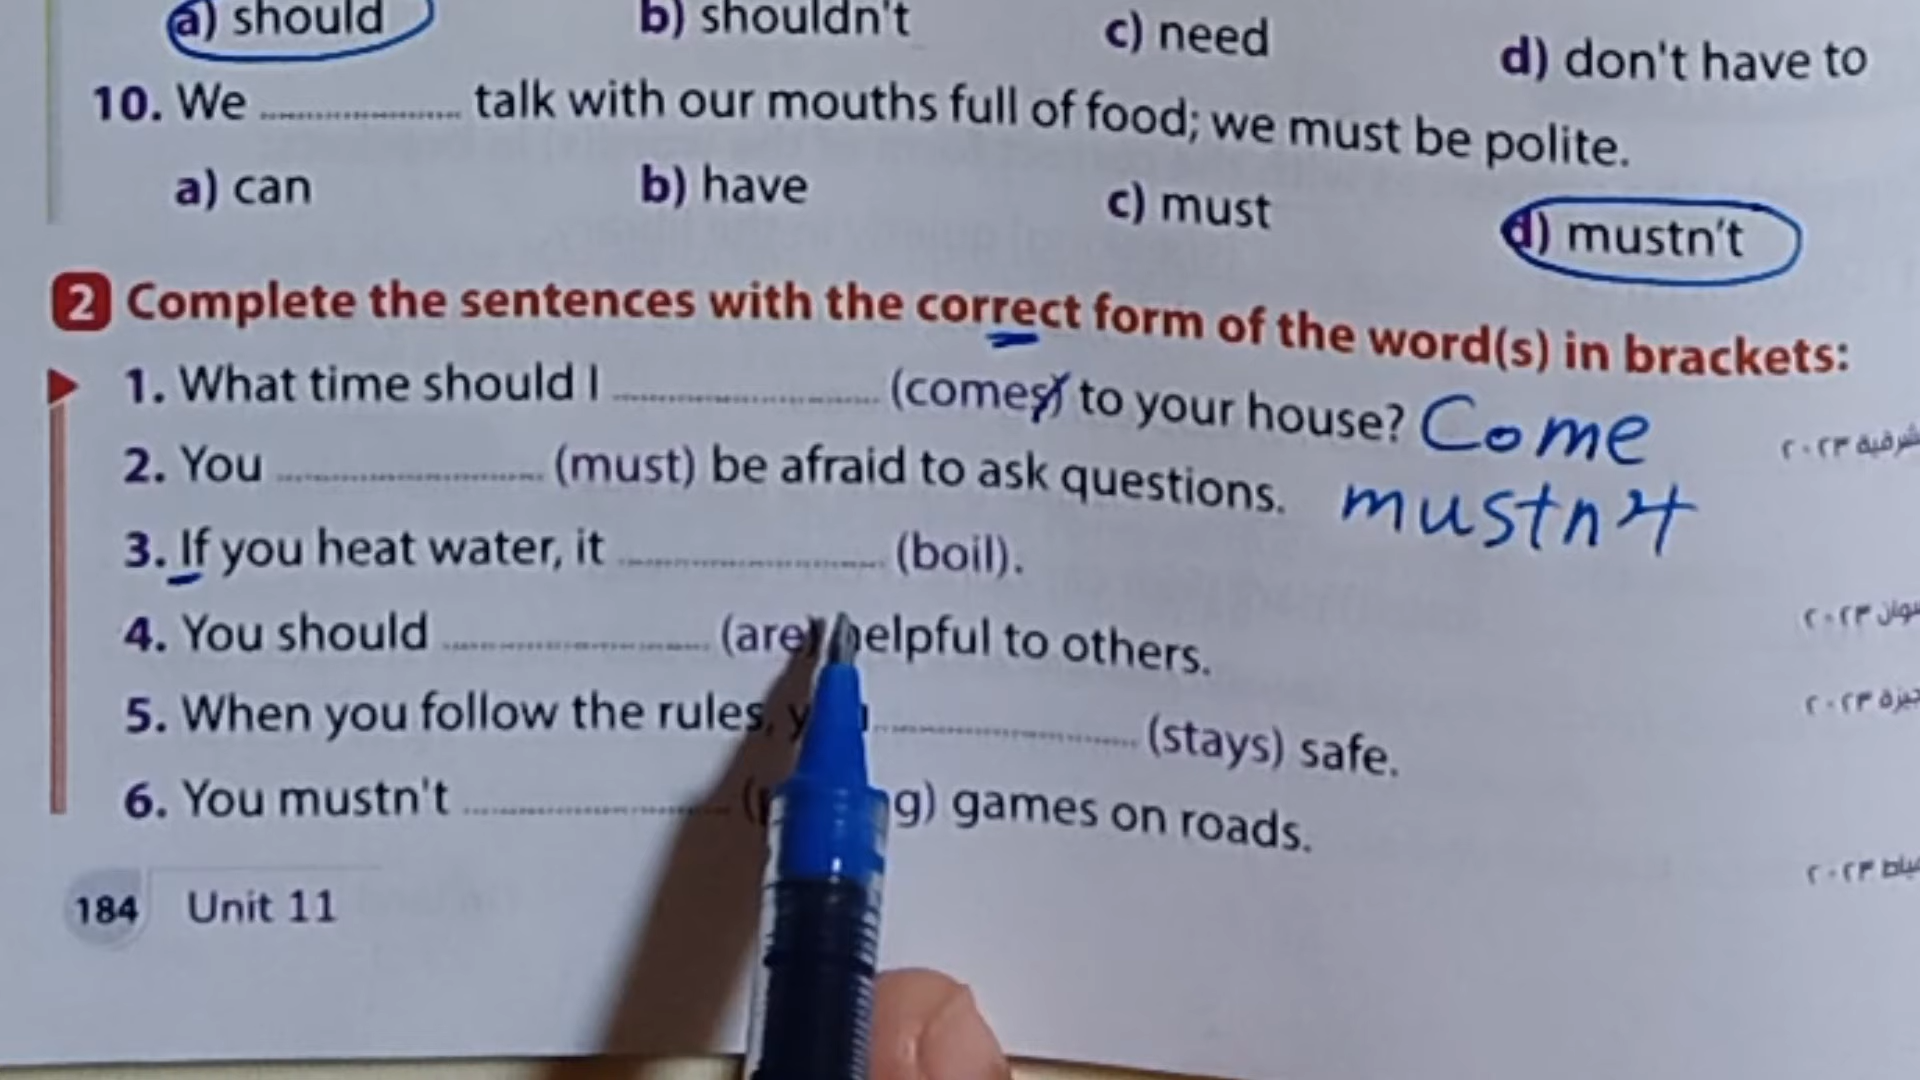 a) should b) shouldn't c) need d) don't have to
10. We .................... talk with our mouths full of food; we must be polite.
a) can b) have c) must d) mustn't
2 Complete the sentences with the correct form of the word(s) in brackets:
1. What time should I .................... (comes) to your house? Come
٢٠٢٣
2. You .................... (must) be afraid to ask questions. mustn't
3. If you heat water, it .................... (boil).
٢٠٢٣
4. You should .................... (are) helpful to others.
٢٠٢٣
5. When you follow the rules, .................... (stays) safe.
6. You mustn't .................... games on roads.
٢٠٢٣
184 Unit 11